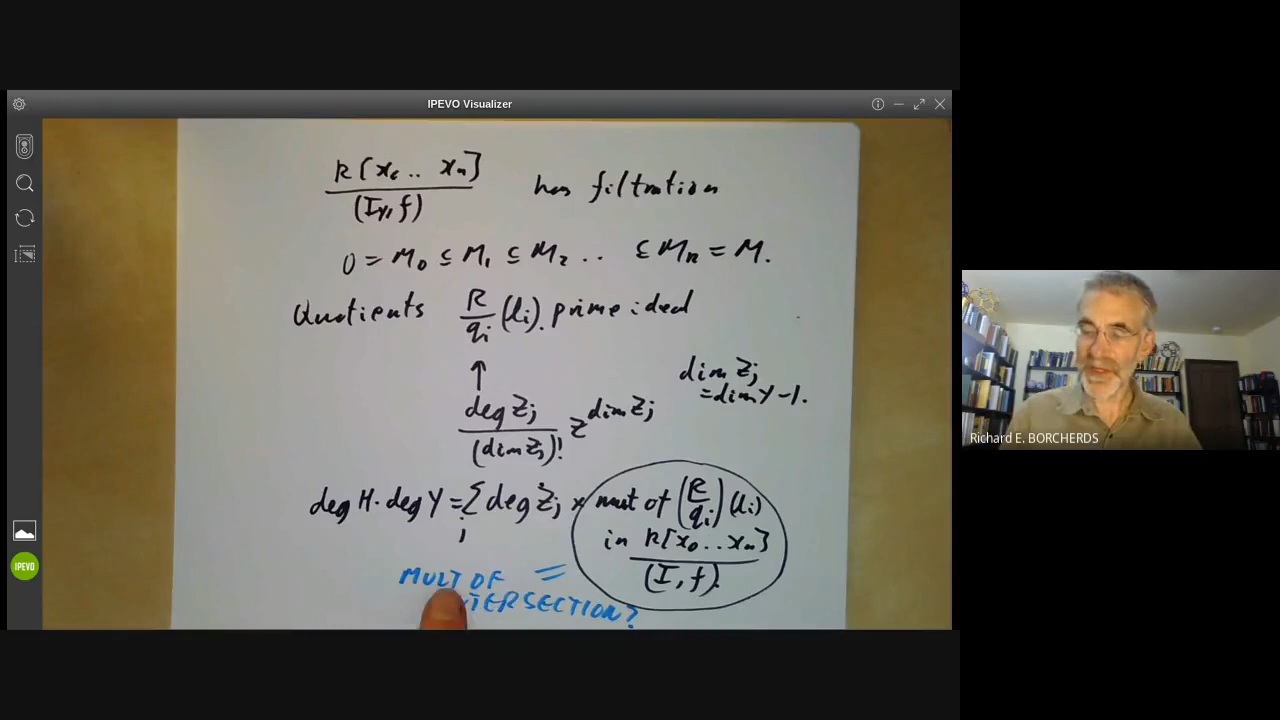 IPEVO Visualizer
R[x₀ .. xₙ] / (I_Y, f) has filtration
0 = M₀ ⊆ M₁ ⊆ M₂ .. ⊆ Mₙ = M.
Quotients R/qᵢ (lᵢ). prime ideal
↑
deg Zⱼ / (dim Zⱼ)! z^dim Zⱼ
dim Zⱼ
= dim Y - 1.
deg H · deg Y = Σⱼ deg Zⱼ × mult of (R/qᵢ)(lᵢ)
in R[x₀ .. xₙ] / (I, f).
MULT OF =
INTERSECTION?
IPEVO
Richard E. BORCHERDS